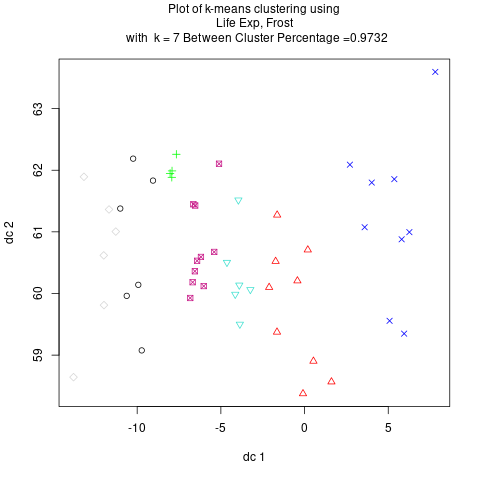 Plot of k-means clustering using
Life Exp, Frost
with  k = 7 Between Cluster Percentage =0.9732
63
62
61
60
59
dc 2
-10
-5
0
5
dc 1